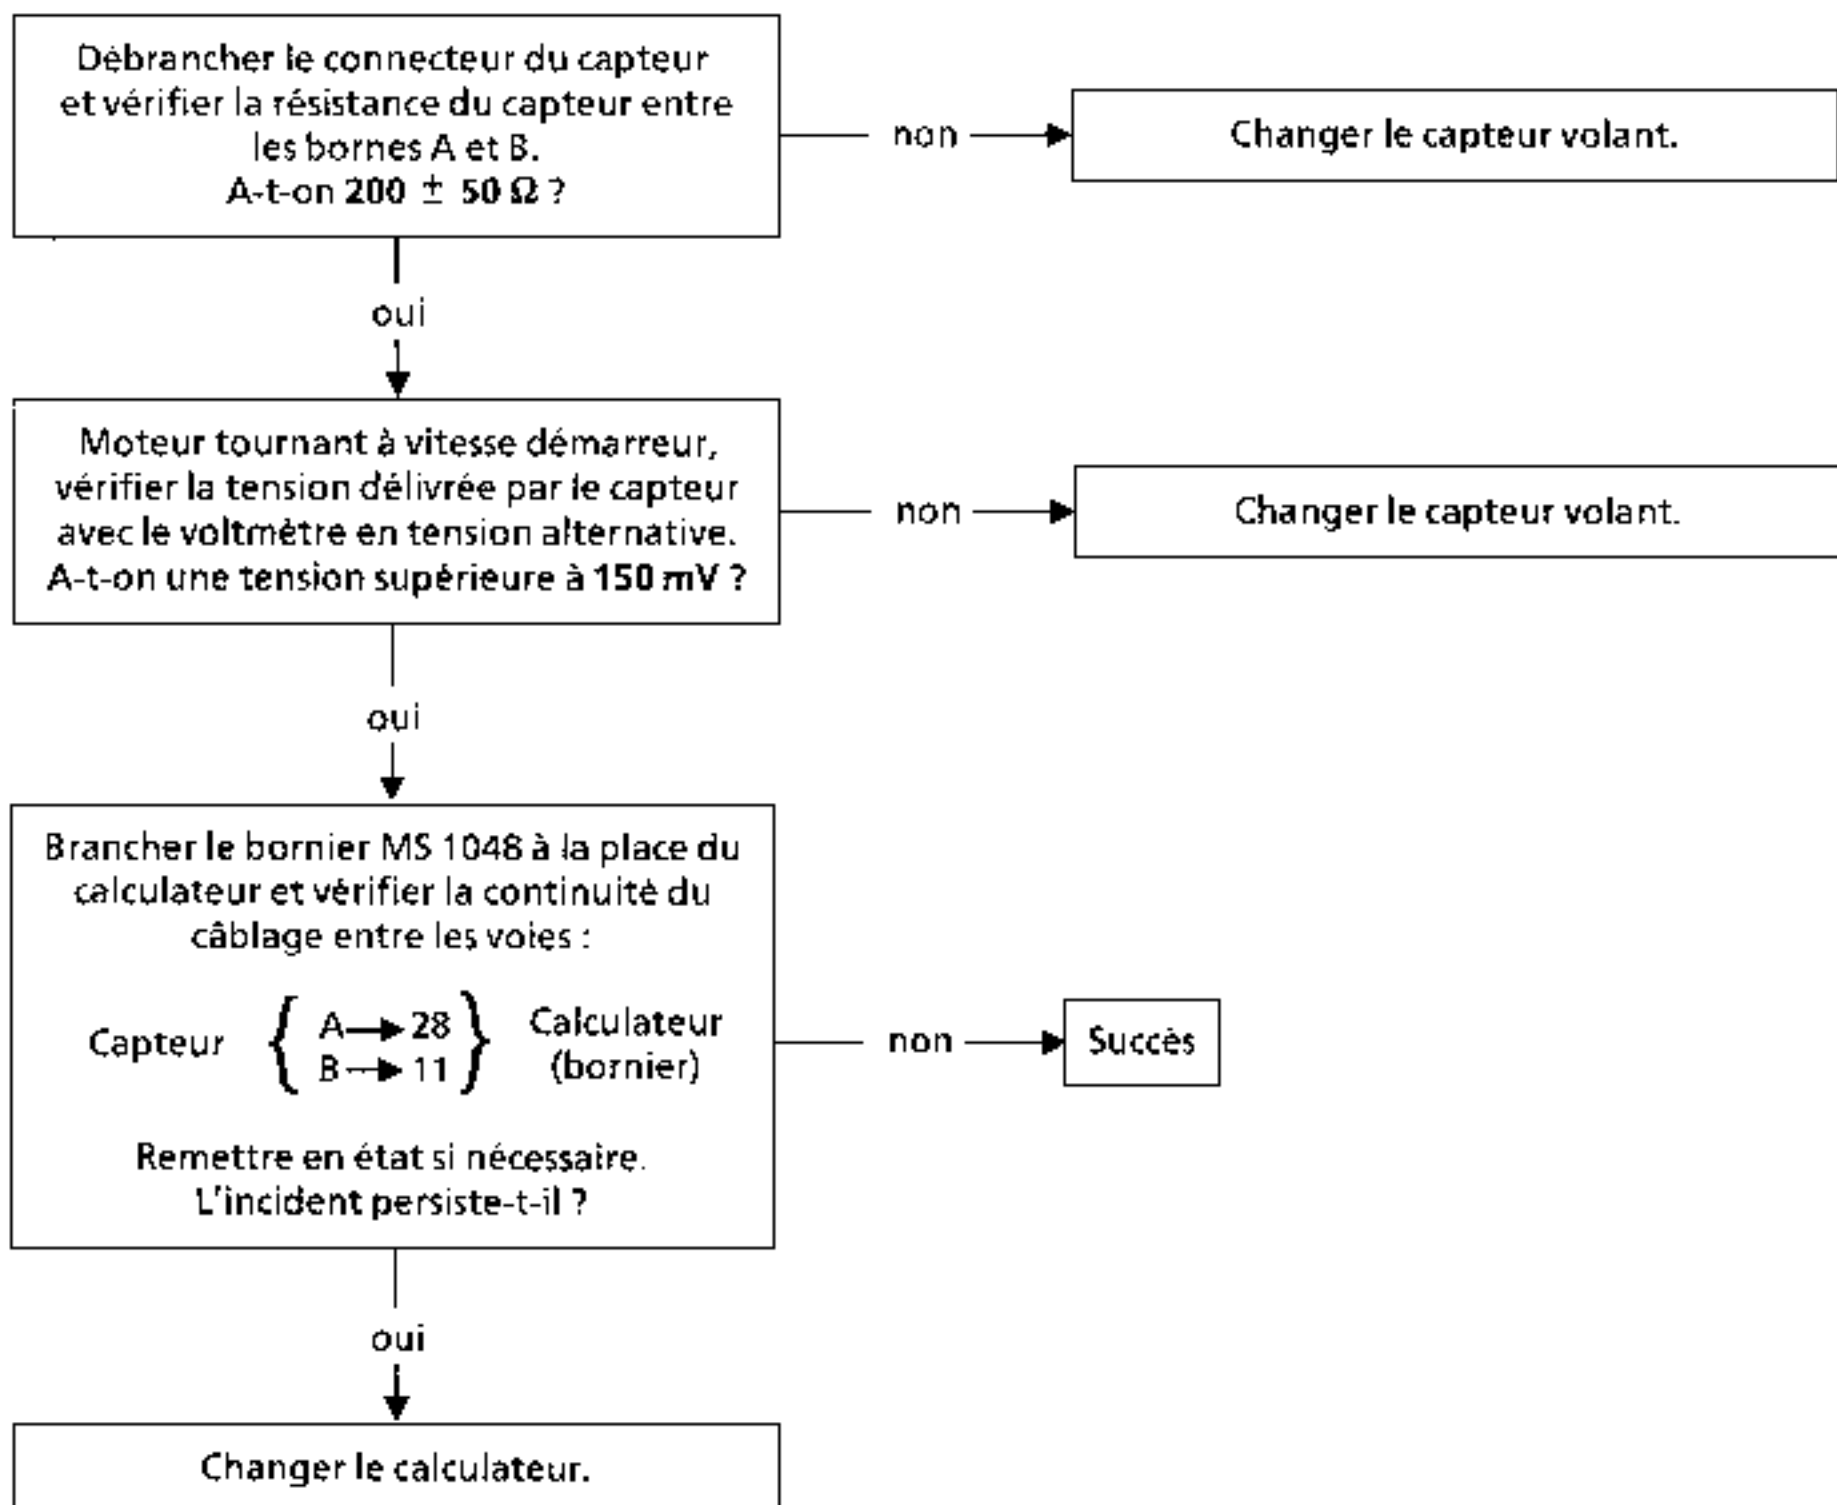 Débrancher le connecteur du capteur
et vérifier la résistance du capteur entre
les bornes A et B.
A-t-on 200 ± 50 Ω ?
non
Changer le capteur volant.
oui
Moteur tournant à vitesse démarreur,
vérifier la tension délivrée par le capteur
avec le voltmètre en tension alternative.
A-t-on une tension supérieure à 150 mV ?
non
Changer le capteur volant.
oui
Brancher le bornier MS 1048 à la place du
calculateur et vérifier la continuité du
câblage entre les voies :
Capteur { A → 28 } Calculateur
B → 11 (bornier)
Remettre en état si nécessaire.
L'incident persiste-t-il ?
non
Succès
oui
Changer le calculateur.